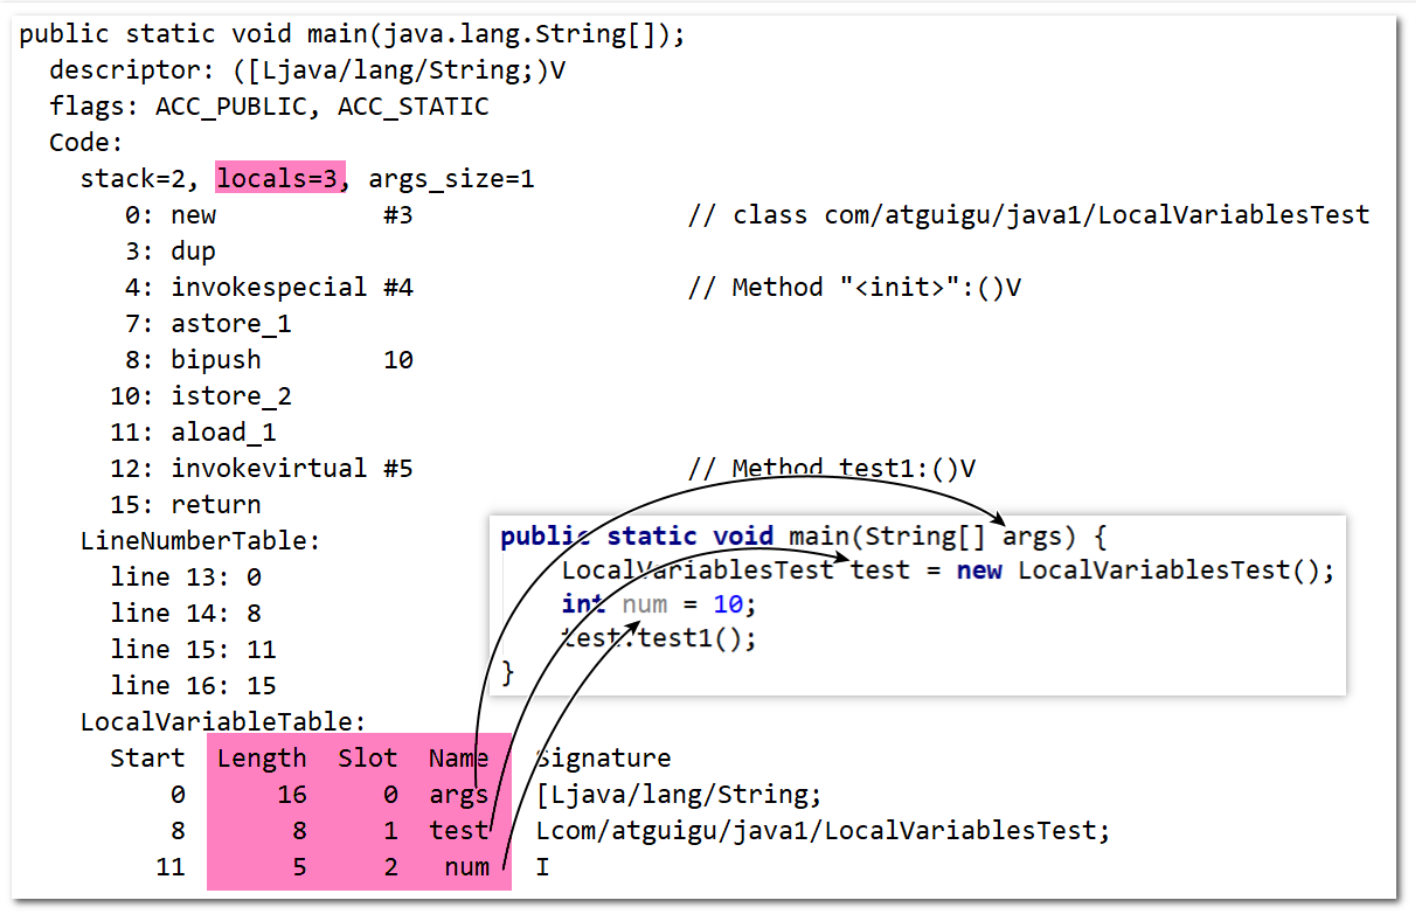 public static void main(java.lang.String[]);
descriptor: ([Ljava/lang/String;)V
flags: ACC_PUBLIC, ACC_STATIC
Code:
stack=2, locals=3, args_size=1
0: new #3 // class com/atguigu/java1/LocalVariablesTest
3: dup
4: invokespecial #4 // Method "<init>":()V
7: astore_1
8: bipush 10
10: istore_2
11: aload_1
12: invokevirtual #5 // Method test1:()V
15: return
LineNumberTable:
line 13: 0
line 14: 8
line 15: 11
line 16: 15
LocalVariableTable:
Start Length Slot Name Signature
0 16 0 args [Ljava/lang/String;
8 8 1 test Lcom/atguigu/java1/LocalVariablesTest;
11 5 2 num I
public static void main(String[] args) {
LocalVariablesTest test = new LocalVariablesTest();
int num = 10;
test.test1();
}